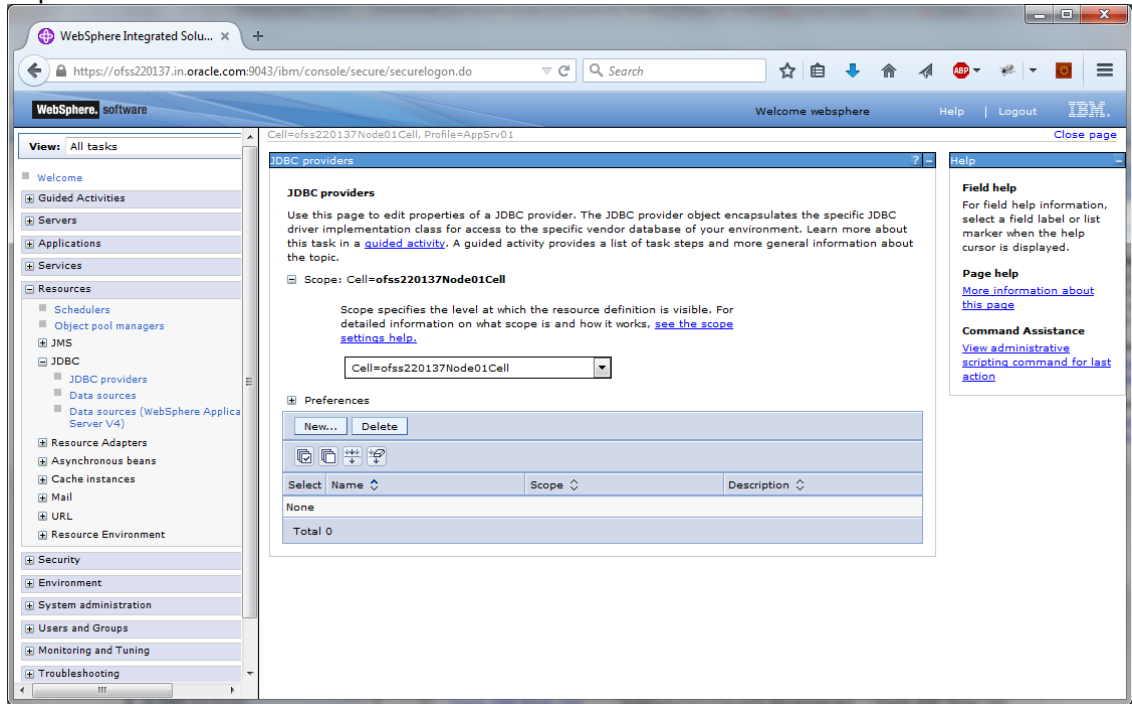 WebSphere Integrated Solu... × +
https://ofss220137.in.oracle.com:9043/ibm/console/secure/securelogon.do
Search
ABP
WebSphere. software
Welcome websphere
Help | Logout
IBM.
View: All tasks
Welcome
Guided Activities
Servers
Applications
Services
Resources
Schedulers
Object pool managers
JMS
JDBC
JDBC providers
Data sources
Data sources (WebSphere Applica
Server V4)
Resource Adapters
Asynchronous beans
Cache instances
Mail
URL
Resource Environment
Security
Environment
System administration
Users and Groups
Monitoring and Tuning
Troubleshooting
Cell=ofss220137Node01Cell, Profile=AppSrv01
Close page
JDBC providers
? -
JDBC providers
Use this page to edit properties of a JDBC provider. The JDBC provider object encapsulates the specific JDBC
driver implementation class for access to the specific vendor database of your environment. Learn more about
this task in a guided activity. A guided activity provides a list of task steps and more general information about
the topic.
Scope: Cell=ofss220137Node01Cell
Scope specifies the level at which the resource definition is visible. For
detailed information on what scope is and how it works, see the scope
settings help.
Cell=ofss220137Node01Cell
Preferences
New... Delete
Select Name Scope Description
None
Total 0
Help -
Field help
For field help information,
select a field label or list
marker when the help
cursor is displayed.
Page help
More information about
this page
Command Assistance
View administrative
scripting command for last
action